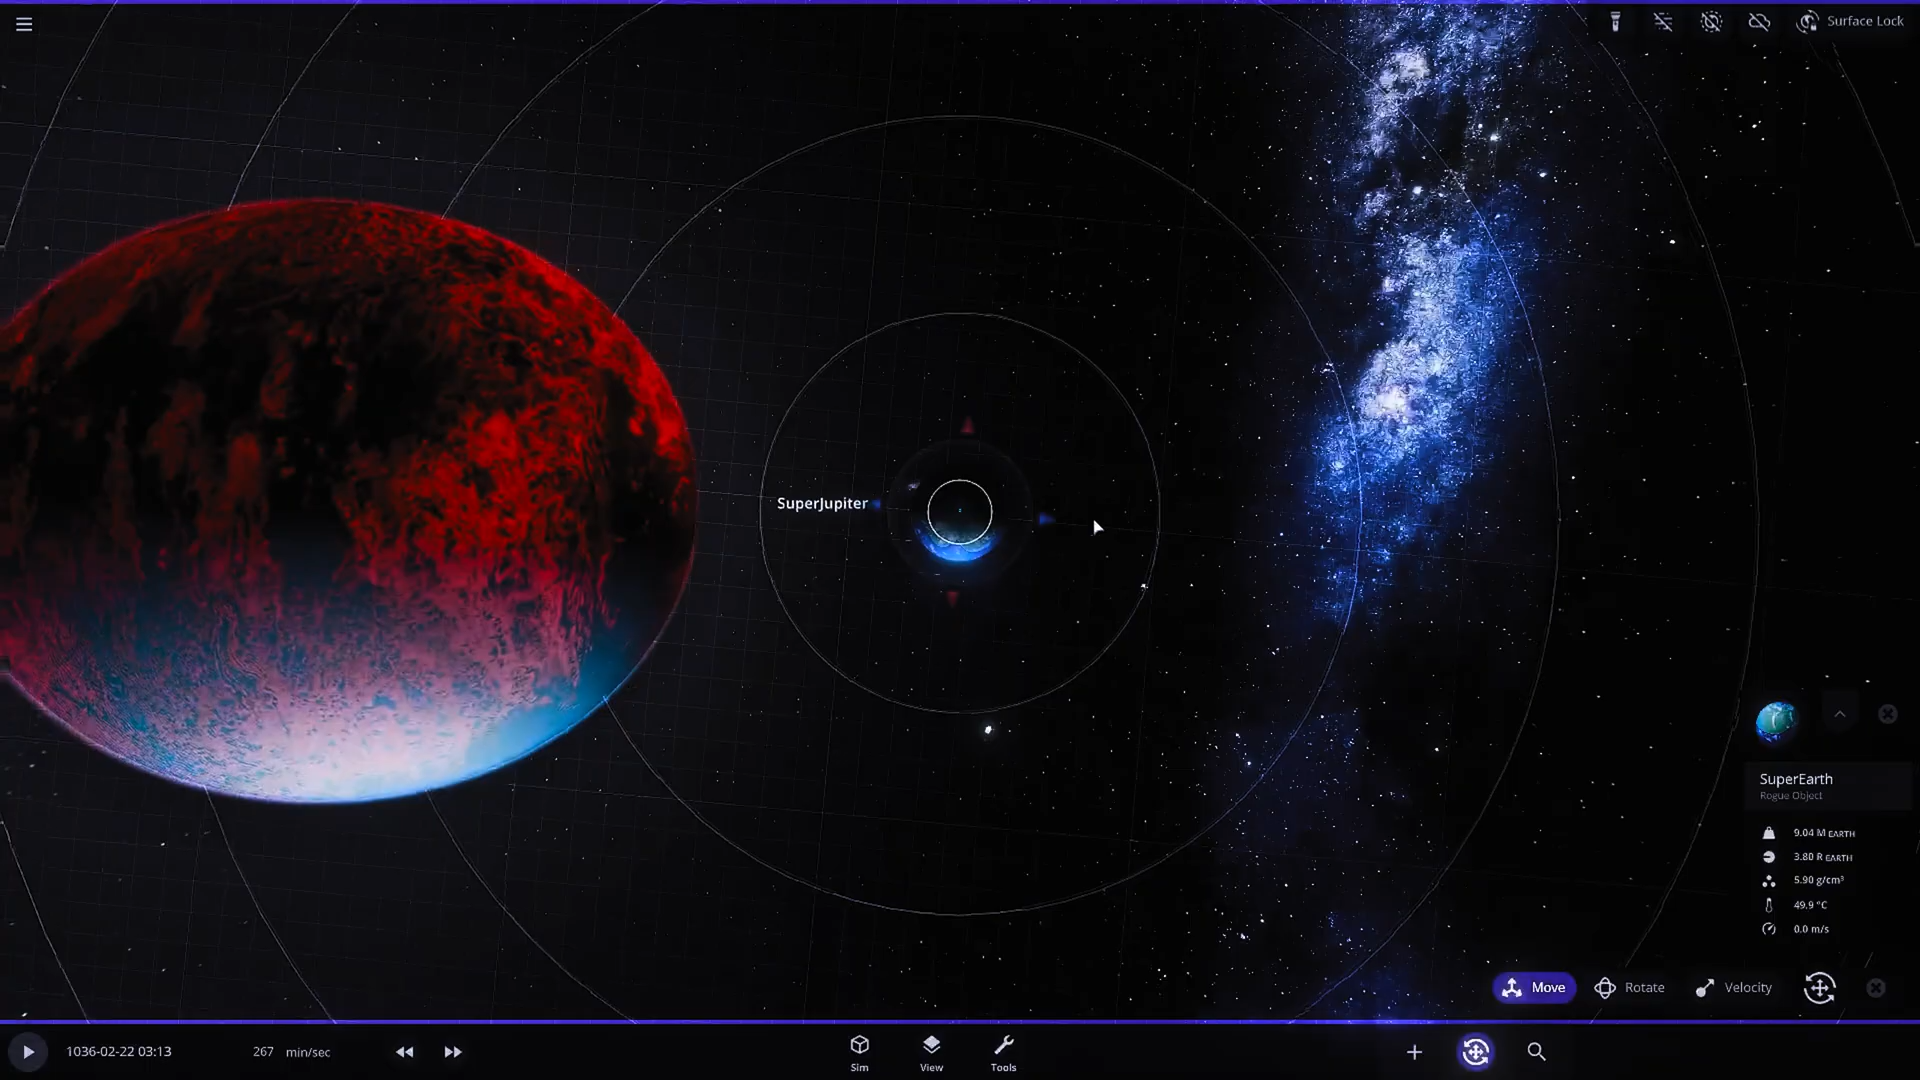 Surface Lock
SuperJupiter
SuperEarth
Rogue Object
9.04 M EARTH
3.80 R EARTH
5.90 g/cm³
49.9 °C
0.0 m/s
Move
Rotate
Velocity
1036-02-22 03:13
267 min/sec
Sim
View
Tools